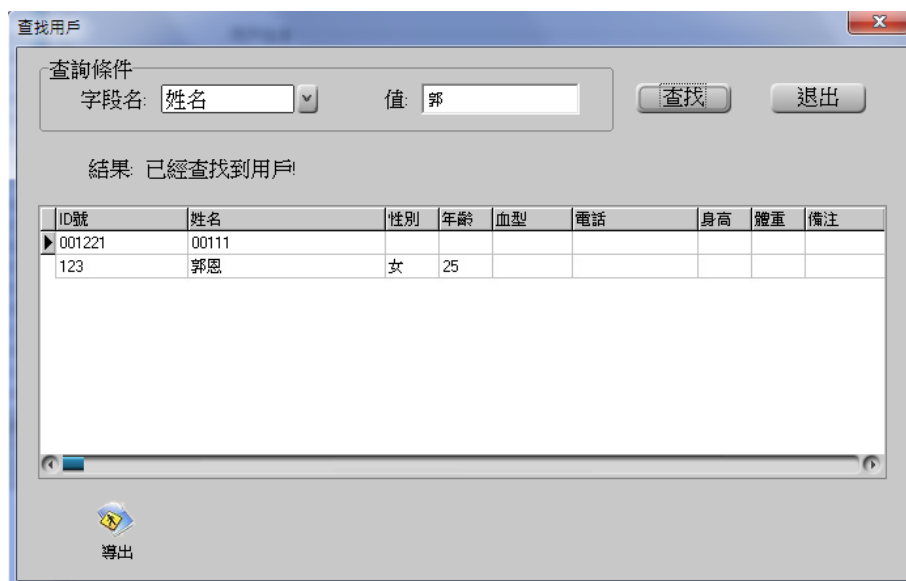 查找用戶
查詢條件
字段名: 姓名 值: 郭 查找 退出
結果: 已經查找到用戶!
ID號 姓名 性別 年齡 血型 電話 身高 體重 備注
001221 00111
123 郭恩 女 25
導出